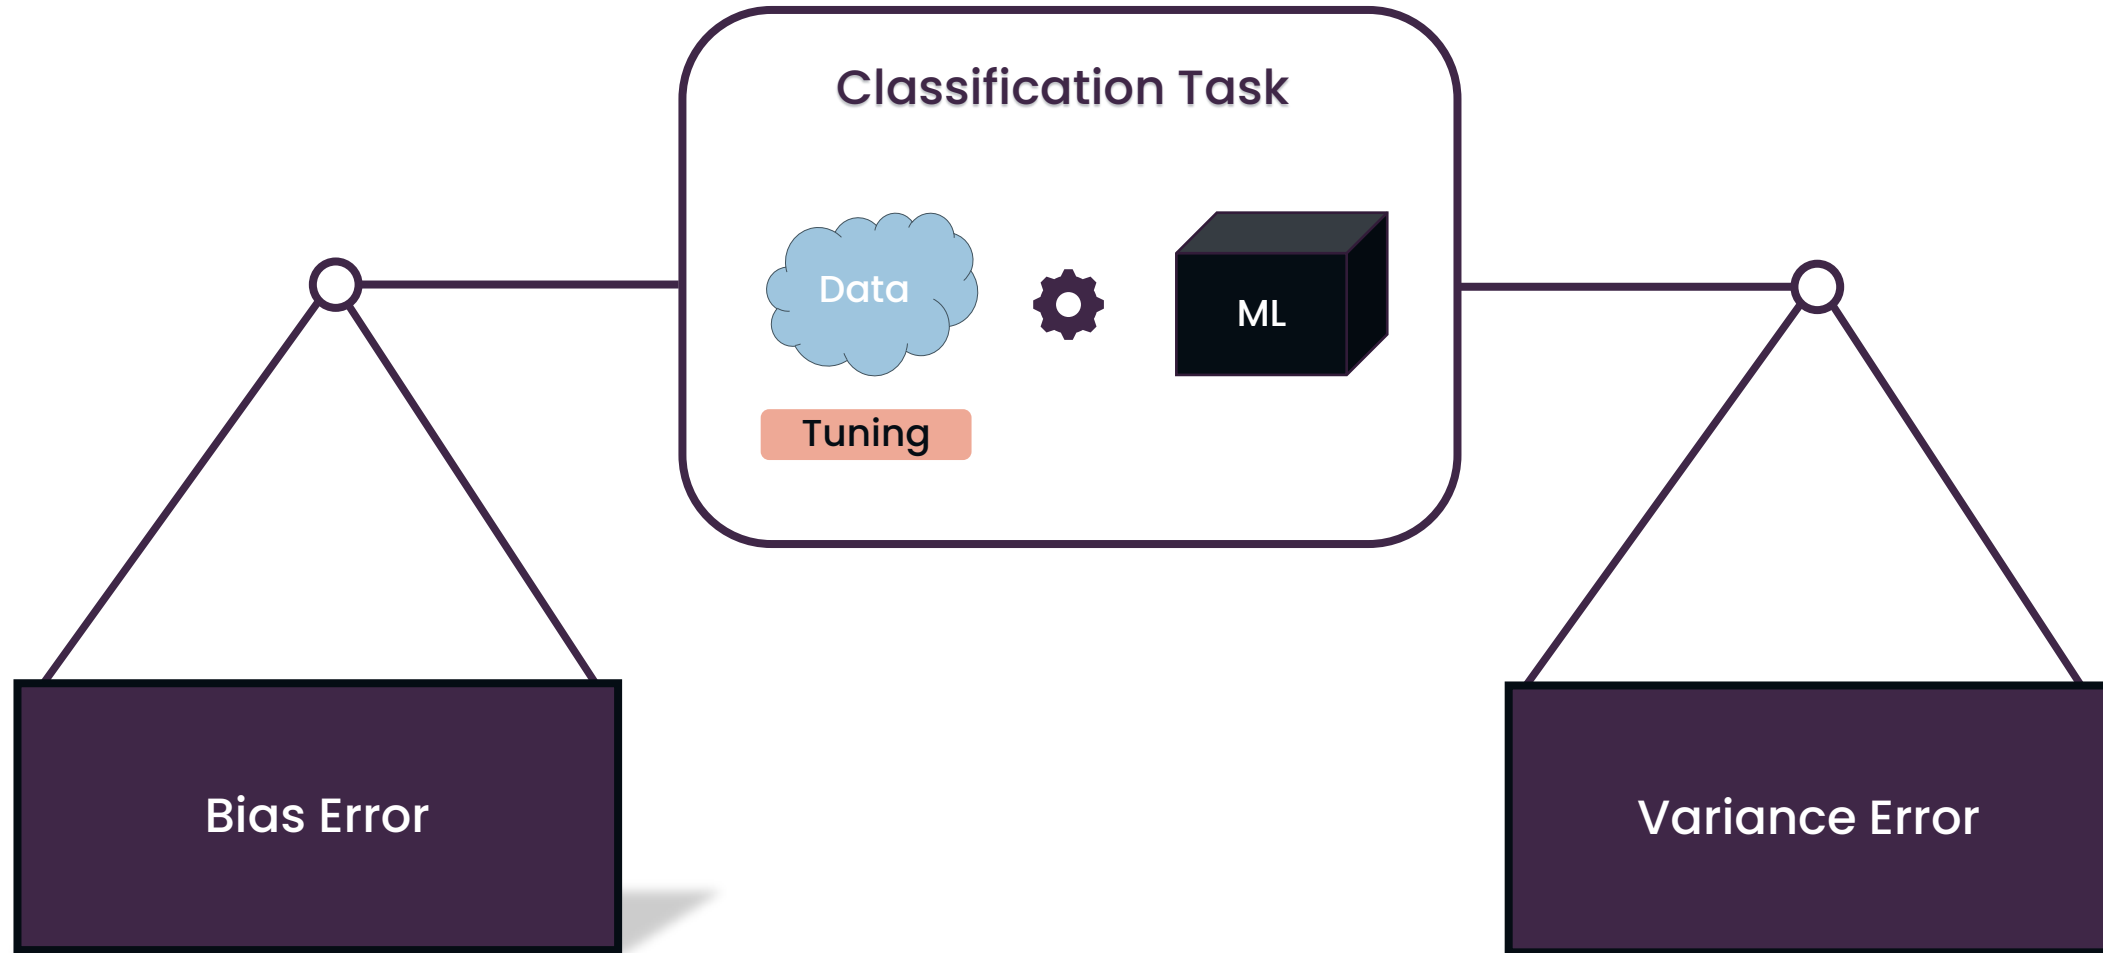 Classification Task
Data
ML
Tuning
Bias Error
Variance Error